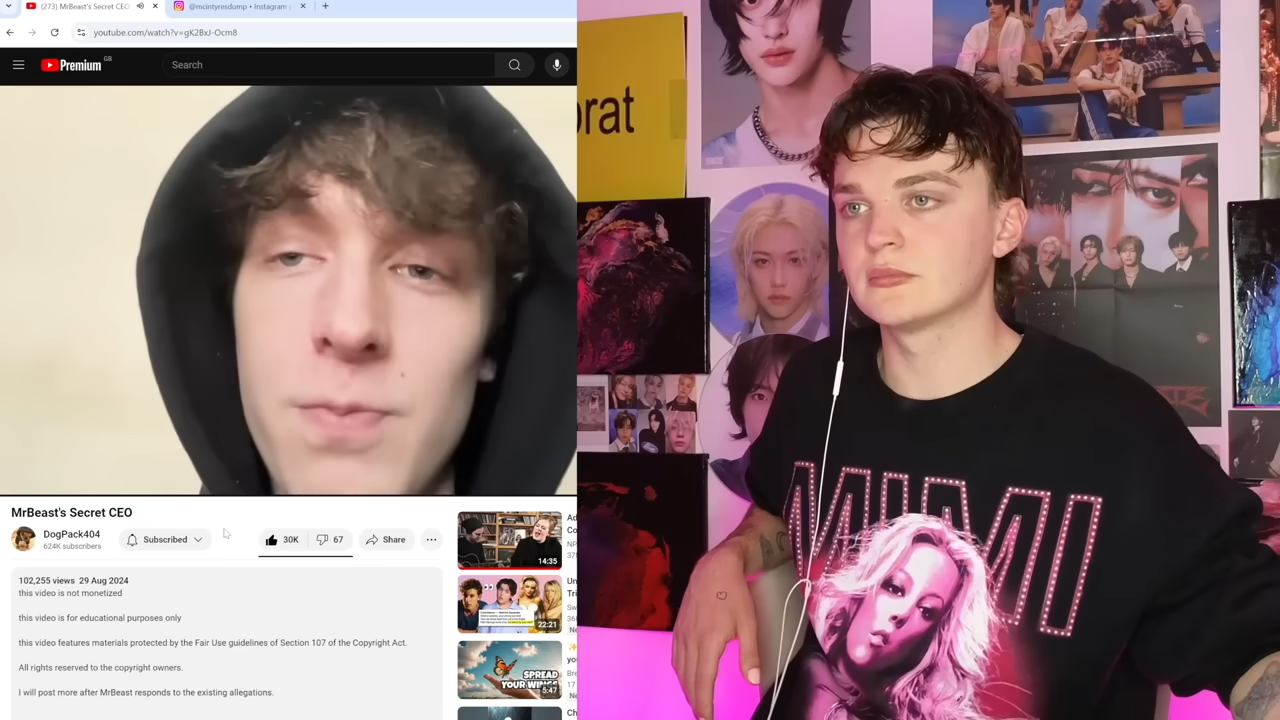 (273) MrBeast's Secret CEO
@mcintyresdump • Instagram
youtube.com/watch?v=gK2BxJ-Ocm8
Premium GB
Search
MrBeast's Secret CEO
DogPack404
624K subscribers
Subscribed
30K
67
Share
102,255 views 29 Aug 2024
this video is not monetized
this video is for educational purposes only
this video features materials protected by the Fair Use guidelines of Section 107 of the Copyright Act.
All rights reserved to the copyright owners.
I will post more after MrBeast responds to the existing allegations.
14:35
22:21
SPREAD
YOUR WINGS
5:47
brat